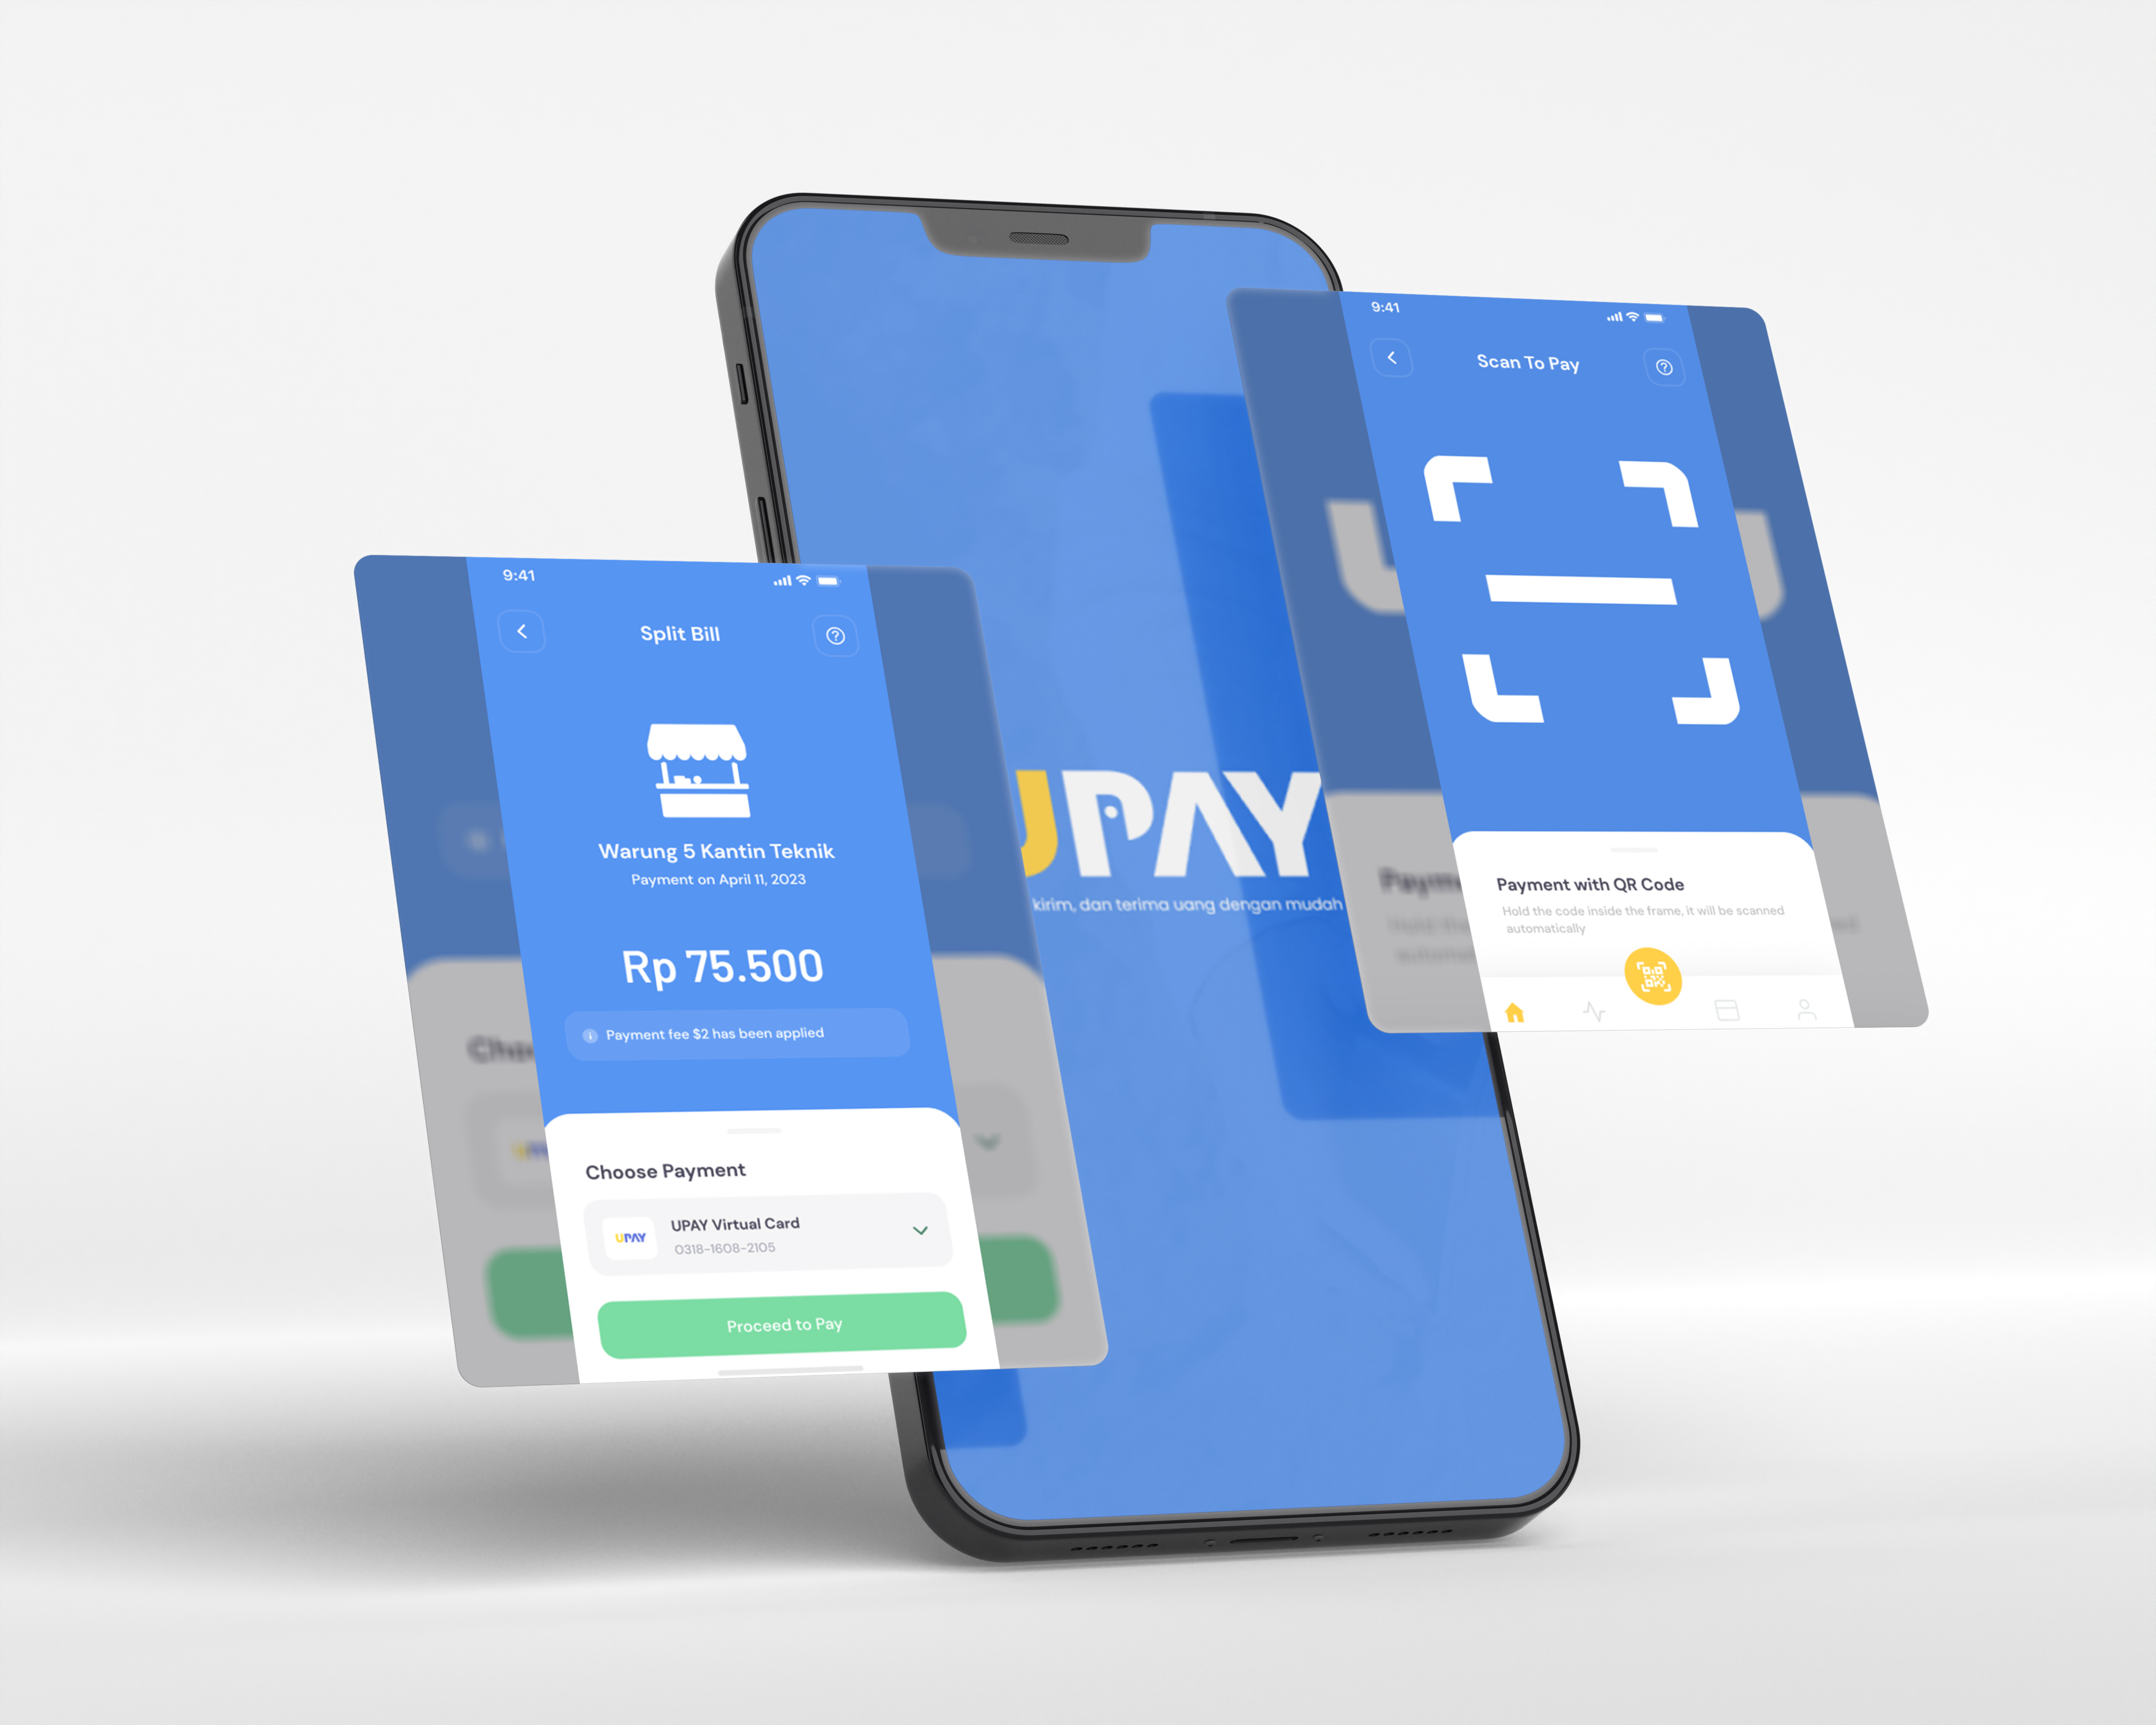 9:41
Split Bill
Warung 5 Kantin Teknik
Payment on April 11, 2023
Rp 75.500
Payment fee $2 has been applied
Choose Payment
UPAY
UPAY Virtual Card
0318-1608-2105
Proceed to Pay
UPAY
kirim, dan terima uang dengan mudah
9:41
Scan To Pay
Payment with QR Code
Hold the code inside the frame, it will be scanned
automatically